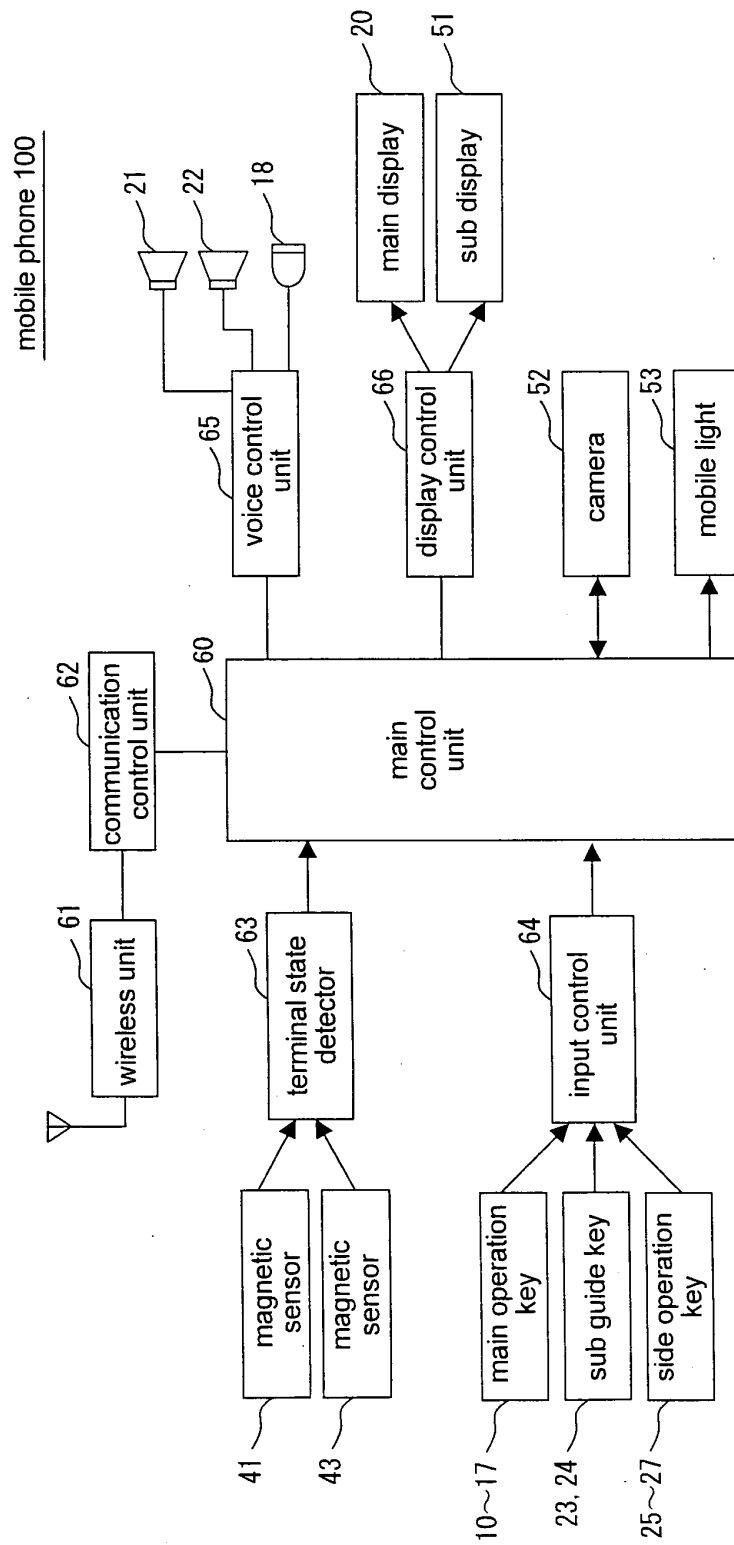 mobile phone 100
61
wireless unit
62
communication
control unit
21
22
18
65
voice control
unit
60
main
control
unit
41
magnetic
sensor
43
magnetic
sensor
63
terminal state
detector
66
display control
unit
20
main display
51
sub display
10~17
main operation
key
23, 24
sub guide key
25~27
side operation
key
64
input control
unit
52
camera
53
mobile light